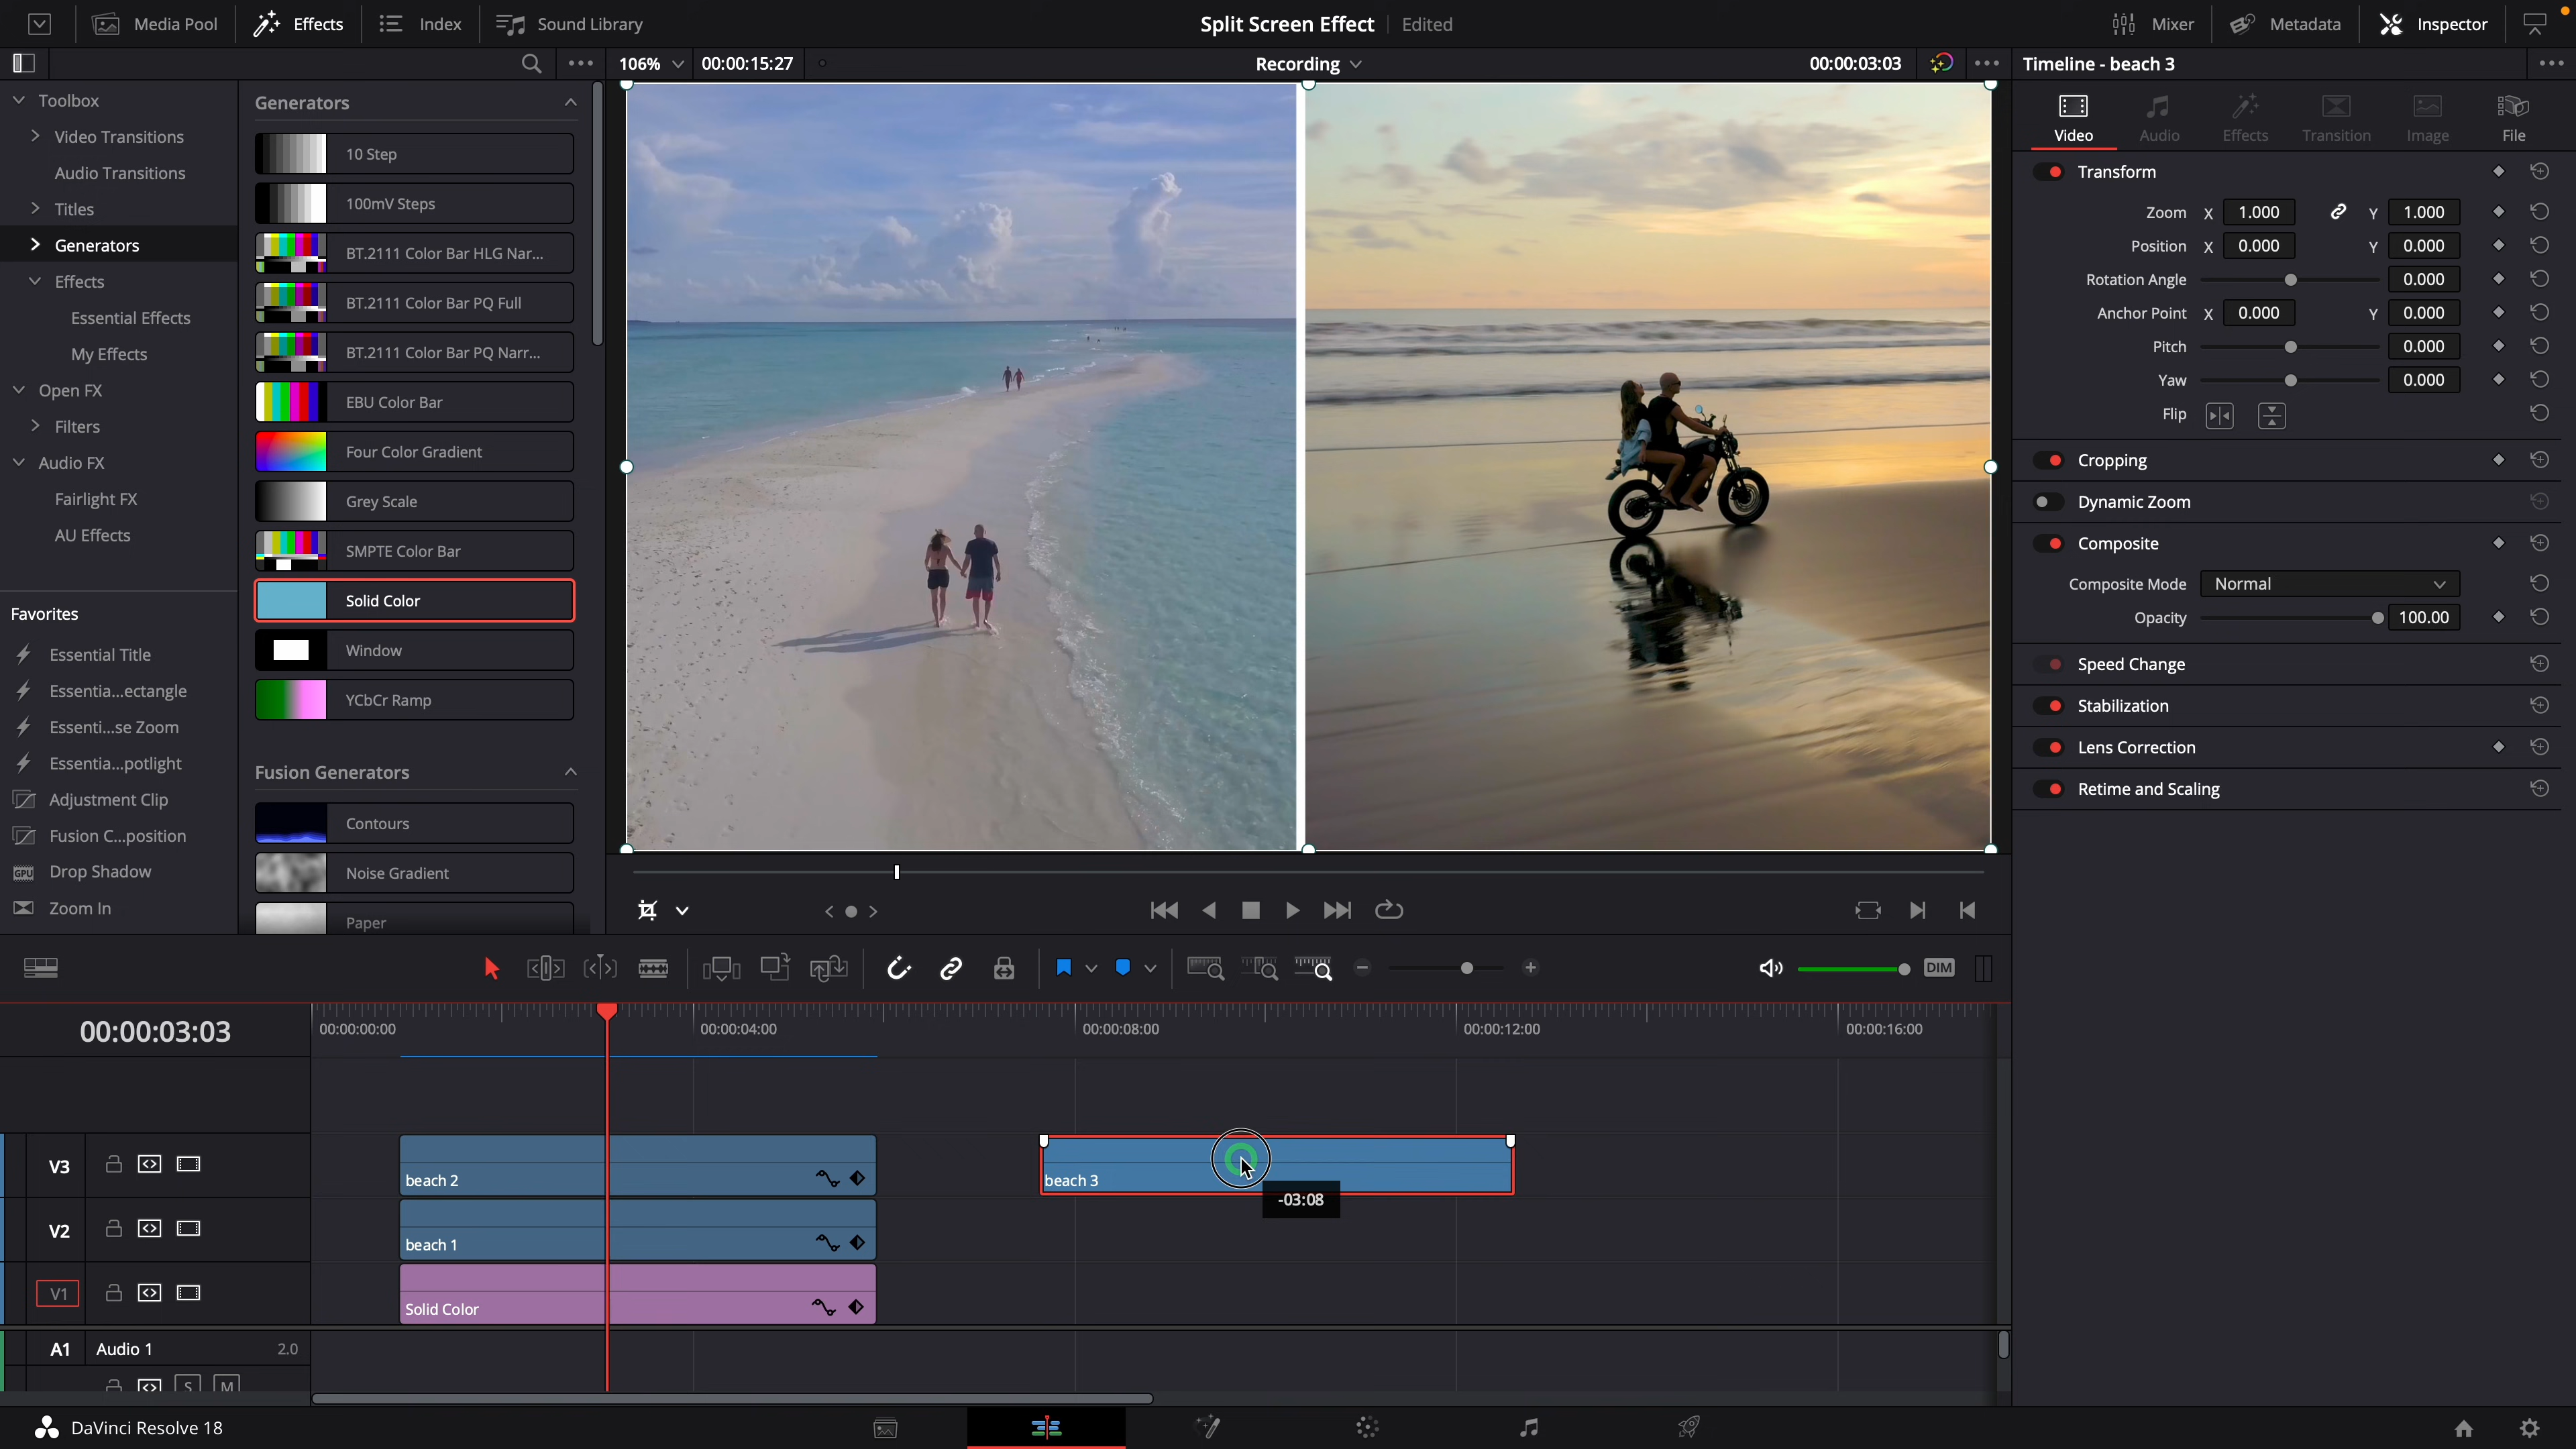 Media Pool Effects Index Sound Library Split Screen Effect Edited Mixer Metadata Inspector
106% 00:00:15:27 Recording 00:00:03:03 Timeline - beach 3
Toolbox
Video Transitions
Audio Transitions
Titles
Generators
Effects
Essential Effects
My Effects
Open FX
Filters
Audio FX
Fairlight FX
AU Effects
Favorites
Essential Title
Essentia...ectangle
Essenti...se Zoom
Essentia...potlight
Adjustment Clip
Fusion C...position
GPU Drop Shadow
Zoom In
Generators
10 Step
100mV Steps
BT.2111 Color Bar HLG Nar...
BT.2111 Color Bar PQ Full
BT.2111 Color Bar PQ Narr...
EBU Color Bar
Four Color Gradient
Grey Scale
SMPTE Color Bar
Solid Color
Window
YCbCr Ramp
Fusion Generators
Contours
Noise Gradient
Paper
Video Audio Effects Transition Image File
Transform
Zoom X 1.000 Y 1.000
Position X 0.000 Y 0.000
Rotation Angle 0.000
Anchor Point X 0.000 Y 0.000
Pitch 0.000
Yaw 0.000
Flip
Cropping
Dynamic Zoom
Composite
Composite Mode Normal
Opacity 100.00
Speed Change
Stabilization
Lens Correction
Retime and Scaling
DIM
00:00:03:03 00:00:00:00 00:00:04:00 00:00:08:00 00:00:12:00 00:00:16:00
V3 beach 2 beach 3
-03:08
V2 beach 1
V1 Solid Color
A1 Audio 1 2.0
S M
DaVinci Resolve 18